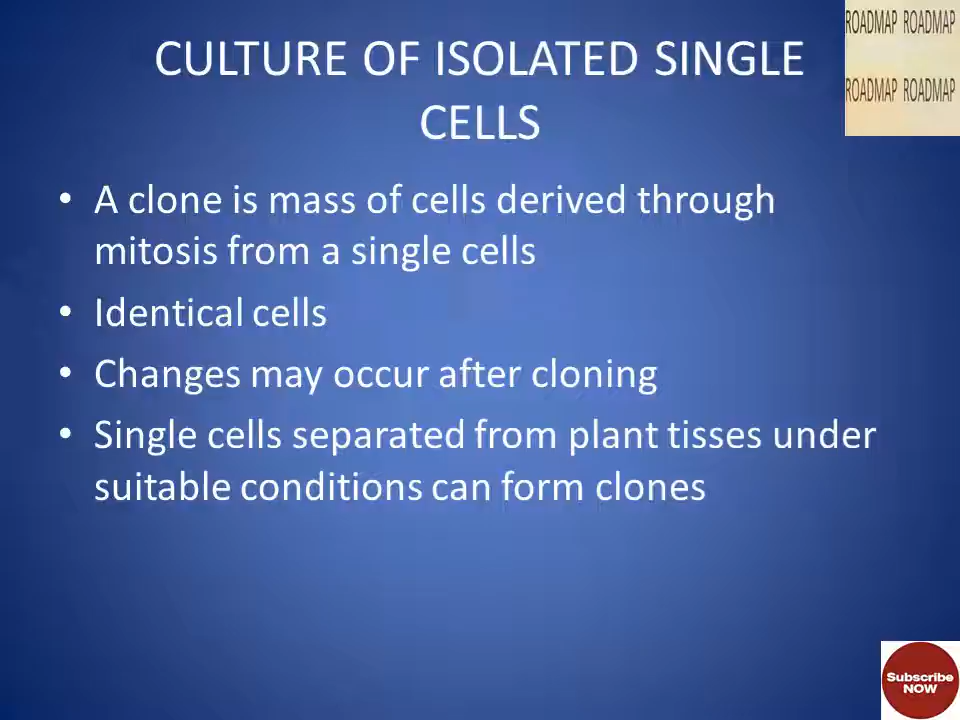 CULTURE OF ISOLATED SINGLE
CELLS
ROADMAP ROADMAP
ROADMAP ROADMAP
• A clone is mass of cells derived through
mitosis from a single cells
• Identical cells
• Changes may occur after cloning
• Single cells separated from plant tisses under
suitable conditions can form clones
Subscribe
NOW